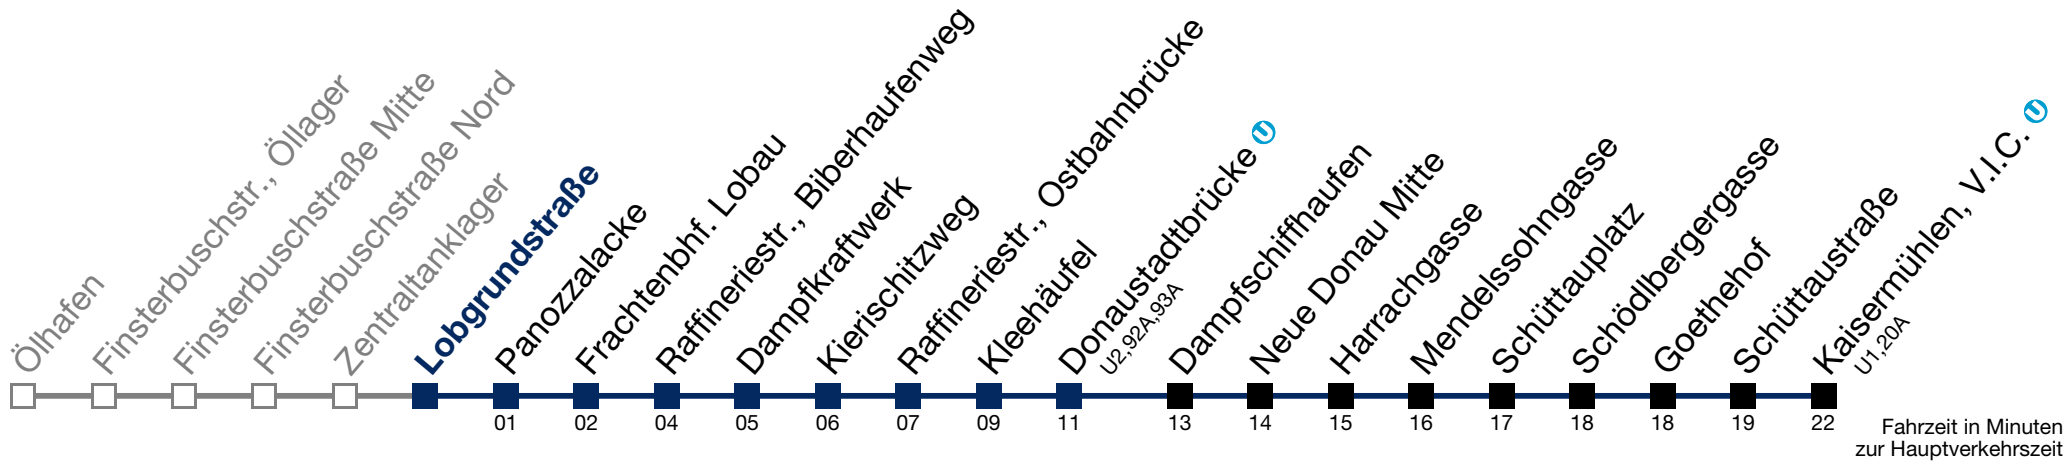 Ölhafen
Finsterbuschstr., Öllager
Finsterbuschstraße Mitte
Finsterbuschstraße Nord
Zentraltanklager
Lobgrundstraße
Panozzalacke
Frachtenbhf. Lobau
Raffineriestr., Biberhaufenweg
Dampfkraftwerk
Kierischitzweg
Raffineriestr., Ostbahnbrücke
Kleehäufel
Donaustadtbrücke U
U2,92A,93A
Dampfschiffhaufen
Neue Donau Mitte
Harrachgasse
Mendelssohngasse
Schüttauplatz
Schödlbergergasse
Goethehof
Schüttaustraße
Kaisermühlen, V.I.C. U
U1,20A
01 02 04 05 06 07 09 11 13 14 15 16 17 18 18 19 22
Fahrzeit in Minuten
zur Hauptverkehrszeit